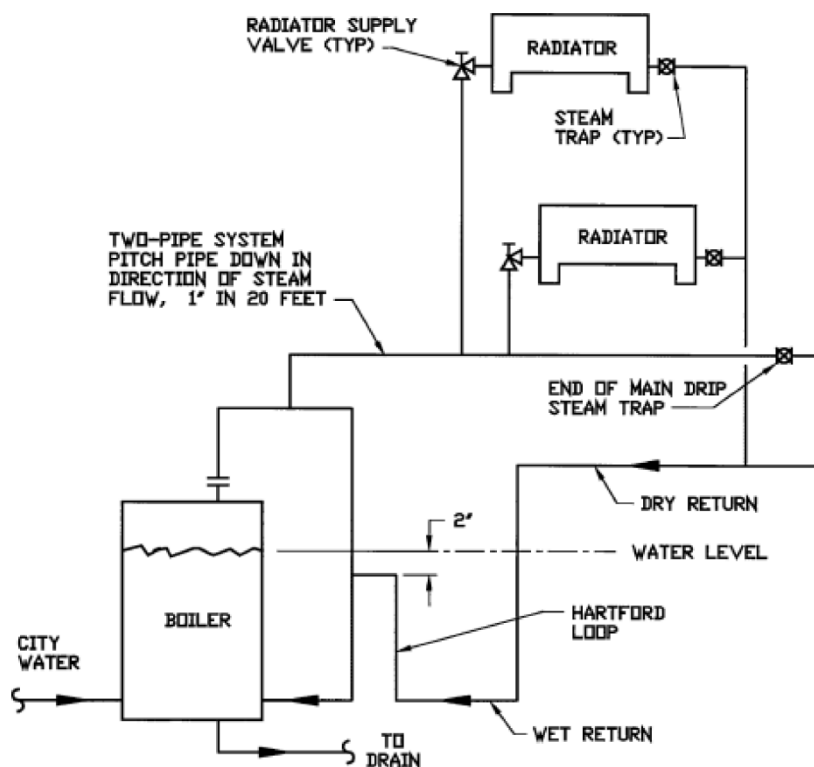 RADIATOR SUPPLY
VALVE (TYP)
RADIATOR
STEAM
TRAP (TYP)
TWO-PIPE SYSTEM
PITCH PIPE DOWN IN
DIRECTION OF STEAM
FLOW, 1" IN 20 FEET
RADIATOR
END OF MAIN DRIP
STEAM TRAP
DRY RETURN
2"
WATER LEVEL
BOILER
HARTFORD
LOOP
CITY
WATER
WET RETURN
TO
DRAIN